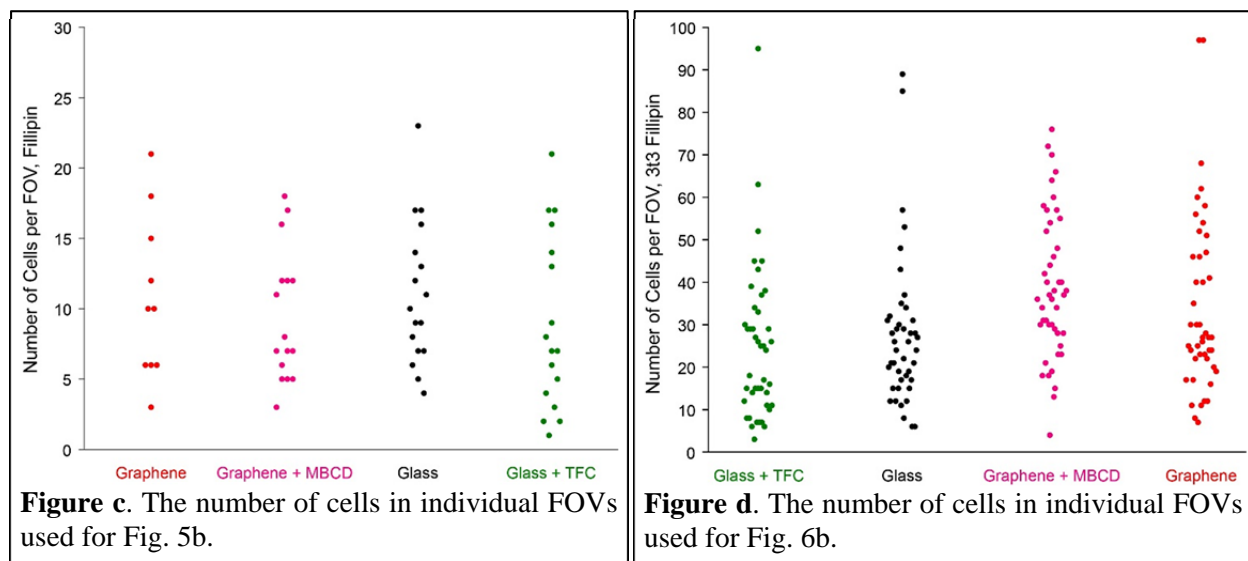 30
25
20
15
10
5
0
Number of Cells per FOV, Fillipin
Graphene
Graphene + MBCD
Glass
Glass + TFC
Figure c. The number of cells in individual FOVs
used for Fig. 5b.
100
90
80
70
60
50
40
30
20
10
0
Number of Cells per FOV, 3t3 Fillipin
Glass + TFC
Glass
Graphene + MBCD
Graphene
Figure d. The number of cells in individual FOVs
used for Fig. 6b.